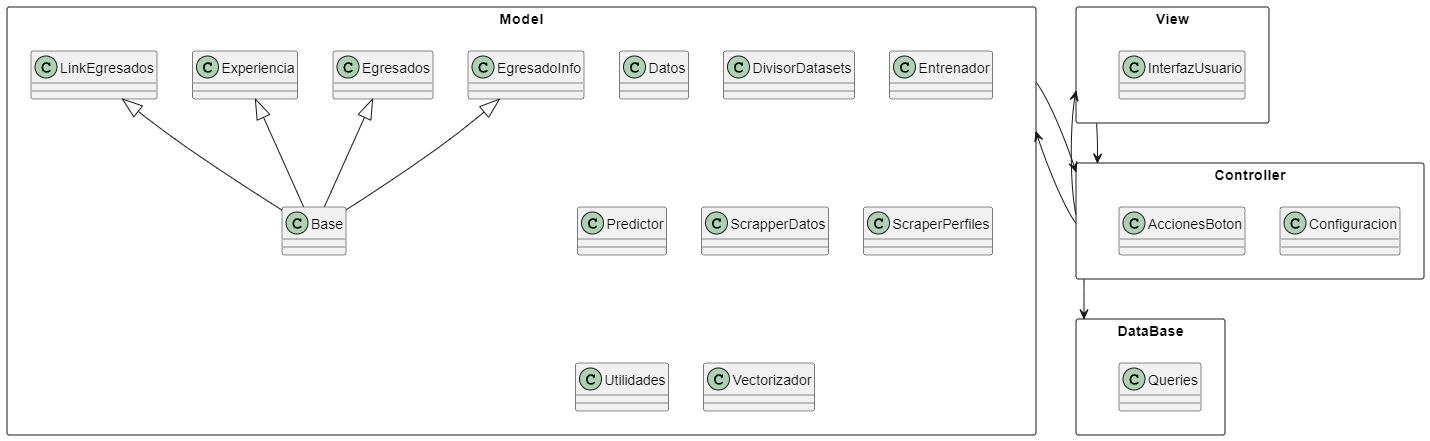 Model
C LinkEgresados
C Experiencia
C Egresados
C EgresadoInfo
C Datos
C DivisorDatasets
C Entrenador
C Base
C Predictor
C ScrapperDatos
C ScraperPerfiles
C Utilidades
C Vectorizador
View
C InterfazUsuario
Controller
C AccionesBoton
C Configuracion
DataBase
C Queries